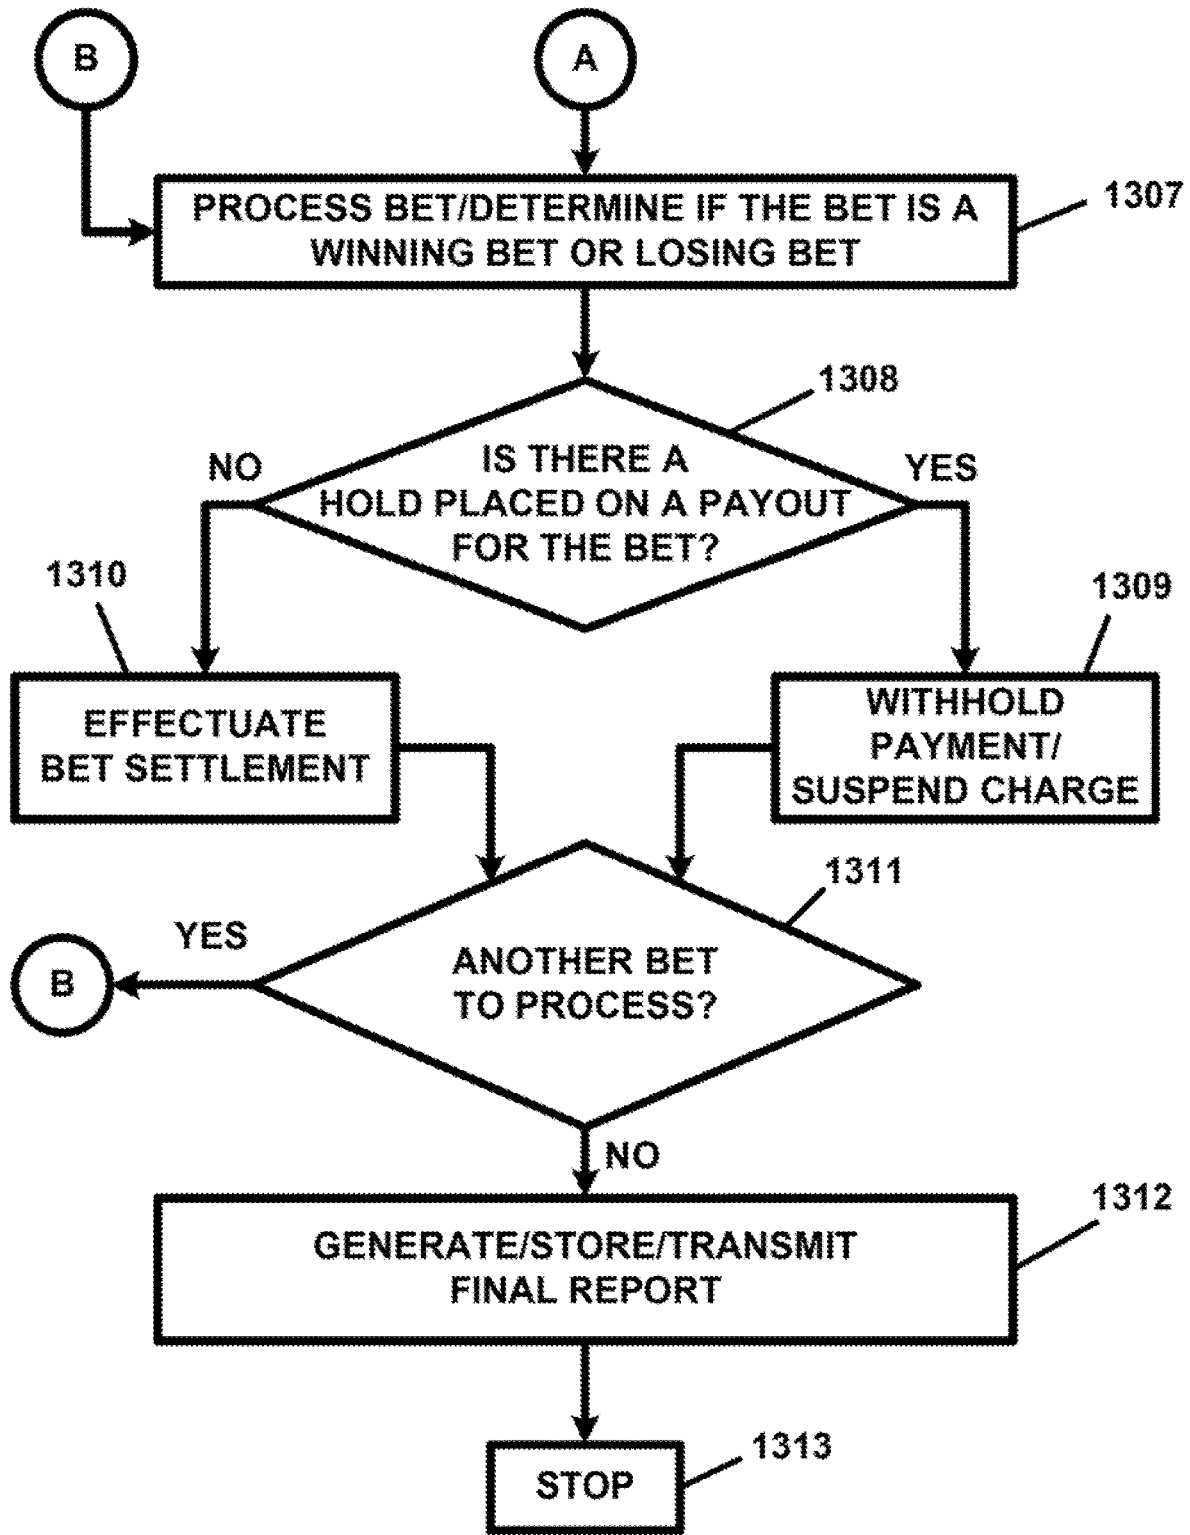 B
A
PROCESS BET/DETERMINE IF THE BET IS A
WINNING BET OR LOSING BET
1307
1308
IS THERE A
HOLD PLACED ON A PAYOUT
FOR THE BET?
NO
YES
1310
1309
EFFECTUATE
BET SETTLEMENT
WITHHOLD
PAYMENT/
SUSPEND CHARGE
1311
ANOTHER BET
TO PROCESS?
YES
B
NO
1312
GENERATE/STORE/TRANSMIT
FINAL REPORT
1313
STOP